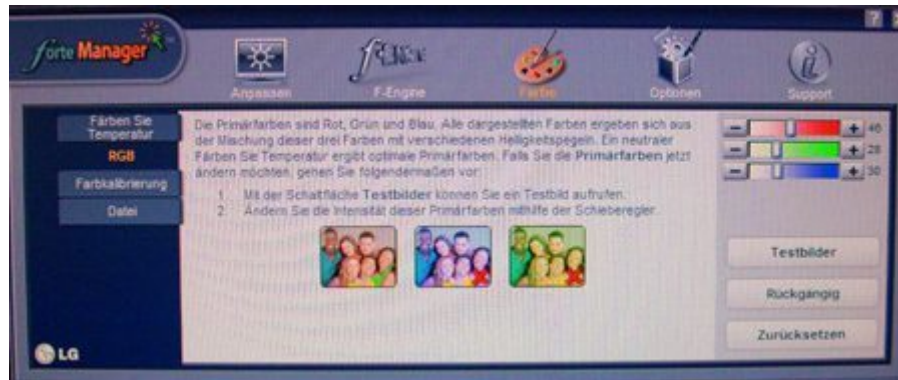 forte Manager
Anpassen
F-Engine
Farbe
Optionen
Support
Färben Sie
Temperatur
RGB
Farbkalibrierung
Datei
Die Primärfarben sind Rot, Grün und Blau. Alle dargestellten Farben ergeben sich aus
der Mischung dieser drei Farben mit verschiedenen Helligkeitspegeln. Ein neutraler
Färben Sie Temperatur ergibt optimale Primärfarben. Falls Sie die Primärfarben jetzt
ändern möchten, gehen Sie folgendermaßen vor:
1. Mit der Schaltfläche Testbilder können Sie ein Testbild aufrufen.
2. Ändern Sie die Intensität dieser Primärfarben mithilfe der Schieberegler.
46
28
30
Testbilder
Rückgängig
Zurücksetzen
LG